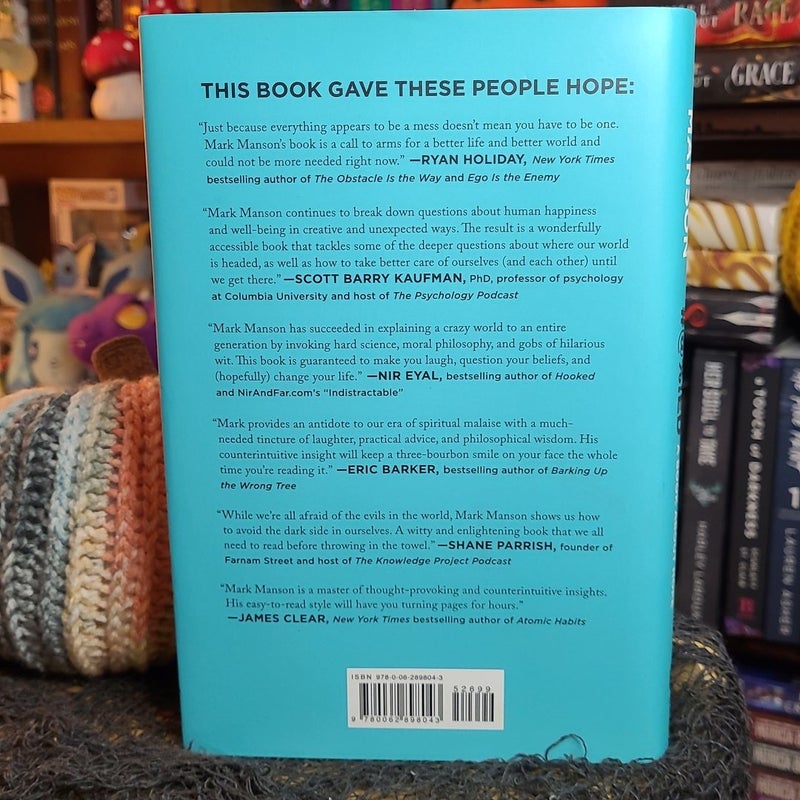 THIS BOOK GAVE THESE PEOPLE HOPE:
“Just because everything appears to be a mess doesn’t mean you have to be one.
Mark Manson’s book is a call to arms for a better life and better world and
could not be more needed right now.” —RYAN HOLIDAY, New York Times
bestselling author of The Obstacle Is the Way and Ego Is the Enemy
“Mark Manson continues to break down questions about human happiness
and well-being in creative and unexpected ways. The result is a wonderfully
accessible book that tackles some of the deeper questions about where our world
is headed, as well as how to take better care of ourselves (and each other) until
we get there.” —SCOTT BARRY KAUFMAN, PhD, professor of psychology
at Columbia University and host of The Psychology Podcast
“Mark Manson has succeeded in explaining a crazy world to an entire
generation by invoking hard science, moral philosophy, and gobs of hilarious
wit. This book is guaranteed to make you laugh, question your beliefs, and
(hopefully) change your life.” —NIR EYAL, bestselling author of Hooked
and NirAndFar.com’s “Indistractable”
“Mark provides an antidote to our era of spiritual malaise with a much-
needed tincture of laughter, practical advice, and philosophical wisdom. His
counterintuitive insight will keep a three-bourbon smile on your face the whole
time you’re reading it.” —ERIC BARKER, bestselling author of Barking Up
the Wrong Tree
“While we’re all afraid of the evils in the world, Mark Manson shows us how
to avoid the dark side in ourselves. A witty and enlightening book that we all
need to read before throwing in the towel.” —SHANE PARRISH, founder of
Farnam Street and host of The Knowledge Project Podcast
“Mark Manson is a master of thought-provoking and counterintuitive insights.
His easy-to-read style will have you turning pages for hours.”
—JAMES CLEAR, New York Times bestselling author of Atomic Habits
ISBN 978-0-06-289804-3
52699
9 780062 898043
MANSON
RAGE
GRACE
A TOUCH OF DARKNESS
SCARLETT
ST. CLAIR
LAUREN ASHER